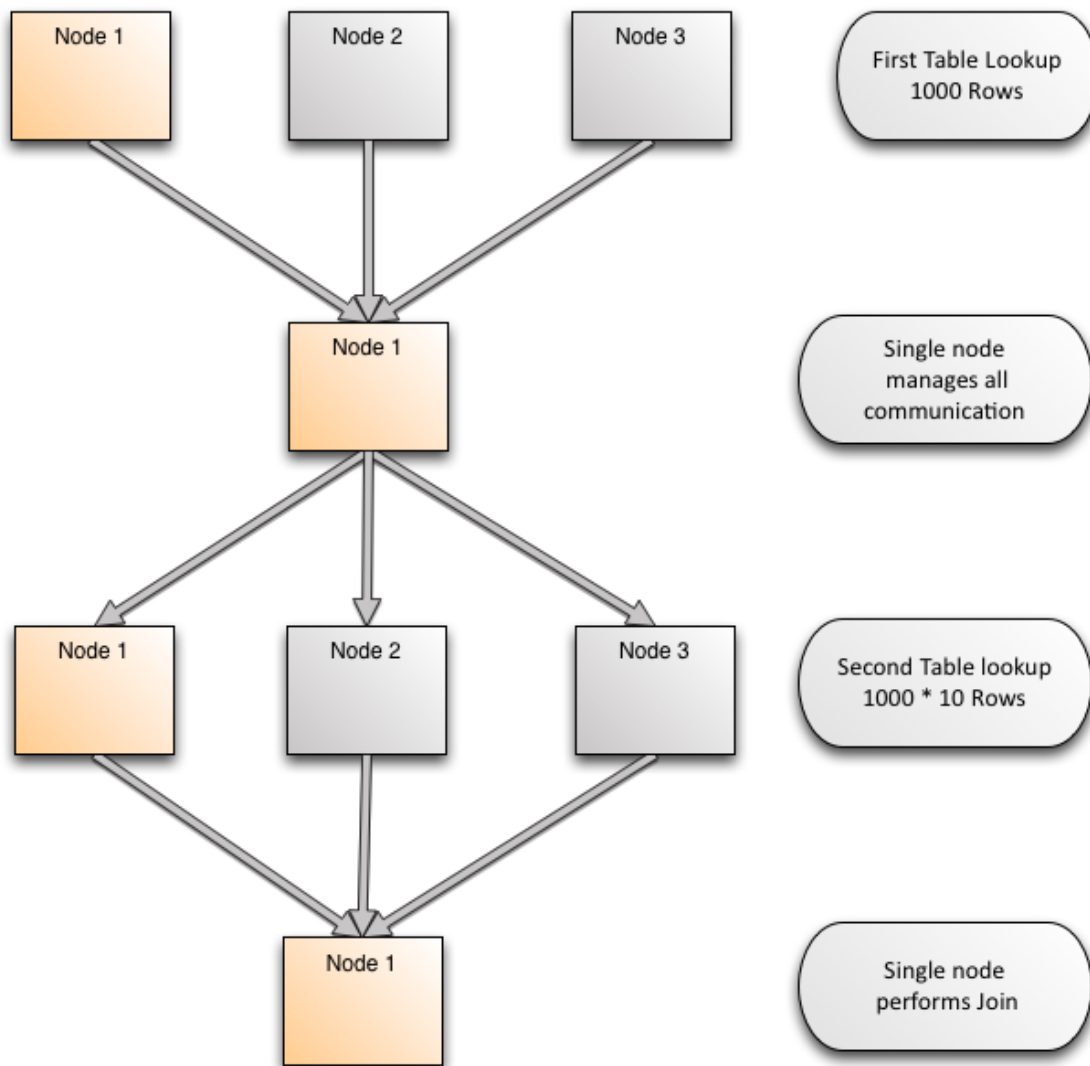 Node 1
Node 2
Node 3
First Table Lookup
1000 Rows
Node 1
Single node
manages all
communication
Node 1
Node 2
Node 3
Second Table lookup
1000 * 10 Rows
Node 1
Single node
performs Join